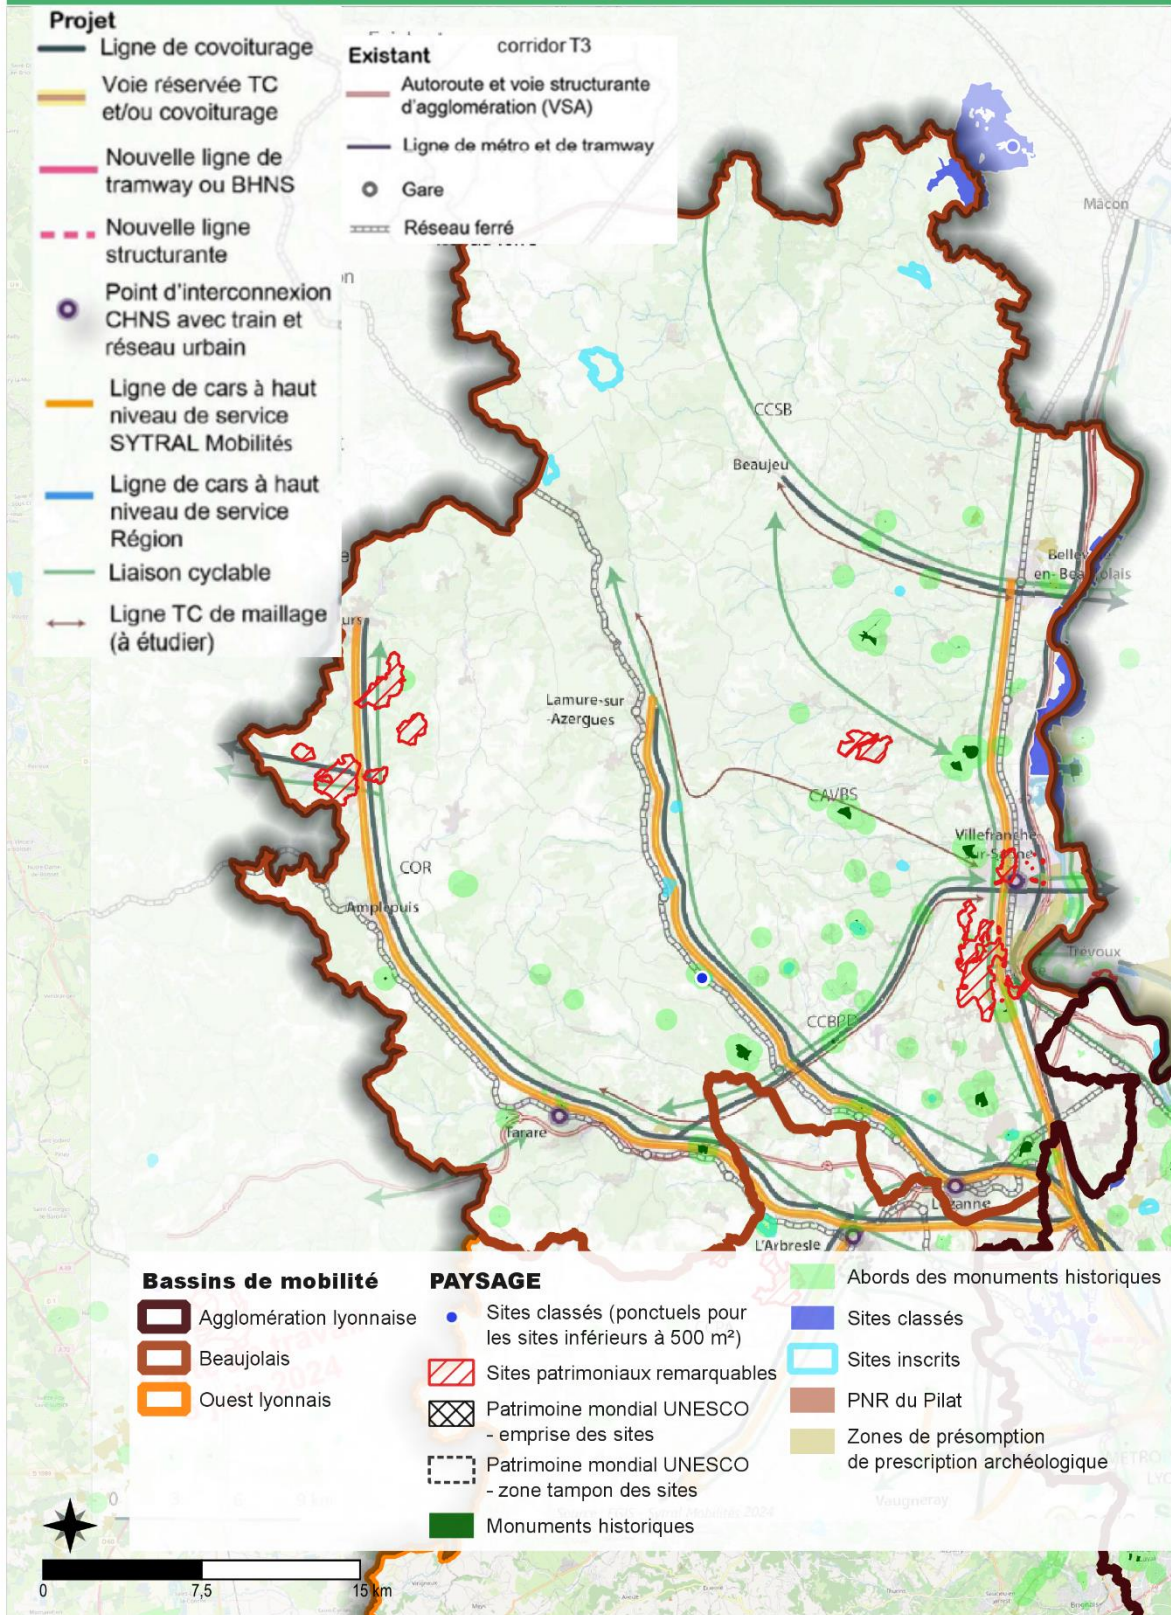 Projet
Ligne de covoiturage
Voie réservée TC
et/ou covoiturage
Nouvelle ligne de
tramway ou BHNS
Nouvelle ligne
structurante
Point d'interconnexion
CHNS avec train et
réseau urbain
Ligne de cars à haut
niveau de service
SYTRAL Mobilités
Ligne de cars à haut
niveau de service
Région
Liaison cyclable
Ligne TC de maillage
(à étudier)
corridor T3
Existant
Autoroute et voie structurante
d'agglomération (VSA)
Ligne de métro et de tramway
Gare
Réseau ferré
Mâcon
CCSB
Beaujeu
en-Beaujolais
Lamure-sur
-Azergues
CAVBS
Villefranche
sur-Saône
COR
Amplepuis
Trévoux
CCBPD
Tarare
Lozanne
L'Arbresle
Bassins de mobilité
Agglomération lyonnaise
Beaujolais
Ouest lyonnais
PAYSAGE
Sites classés (ponctuels pour
les sites inférieurs à 500 m²)
Sites patrimoniaux remarquables
Patrimoine mondial UNESCO
- emprise des sites
Patrimoine mondial UNESCO
- zone tampon des sites
Monuments historiques
Abords des monuments historiques
Sites classés
Sites inscrits
PNR du Pilat
Zones de présomption
de prescription archéologique
Vaugneray
0 7,5 15 km